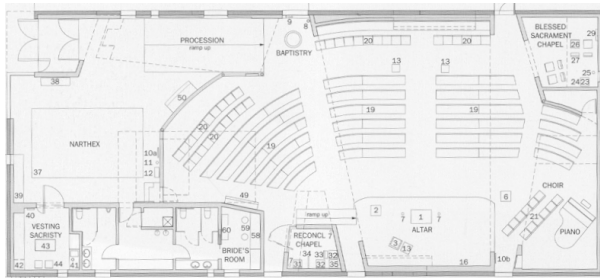 PROCESSION
ramp up
9
8
BAPTISTRY
20
20
BLESSED
SACRAMENT
CHAPEL
29
26
27
25
24
23
13
13
38
50
NARTHEX
20
20
19
19
19
10a
11
12
37
39
49
40
VESTING
SACRISTY
43
42
44
41
60
59
58
BRIDE'S
ROOM
ramp up
RECONCL 7
CHAPEL
34
33
32
31
32
35
2
7
1
7
ALTAR
3
13
16
6
10b
CHOIR
21
PIANO